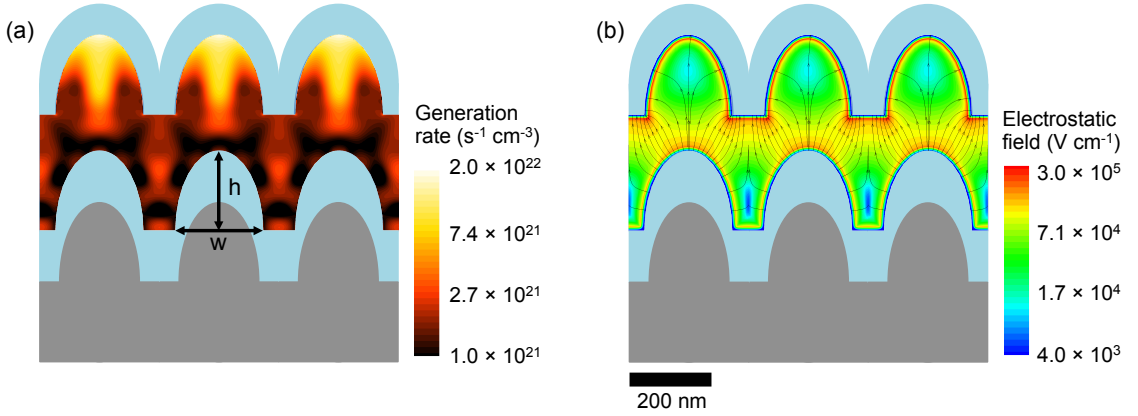 (a)
h
w
Generation
rate (s⁻¹ cm⁻³)
2.0 × 10²²
7.4 × 10²¹
2.7 × 10²¹
1.0 × 10²¹
(b)
200 nm
Electrostatic
field (V cm⁻¹)
3.0 × 10⁵
7.1 × 10⁴
1.7 × 10⁴
4.0 × 10³